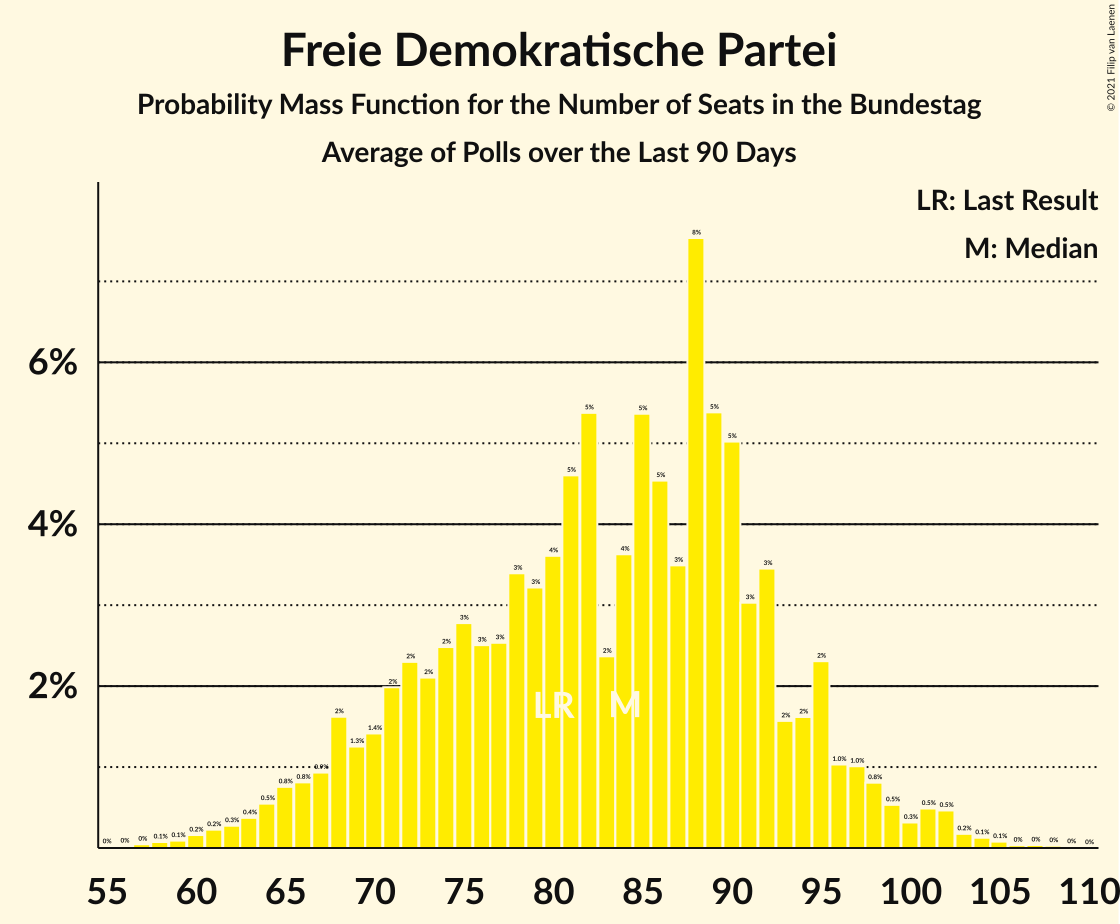 Freie Demokratische Partei
Probability Mass Function for the Number of Seats in the Bundestag
Average of Polls over the Last 90 Days
© 2021 Filip van Laenen
LR: Last Result
M: Median
8%
6%
5% 5% 5% 5% 5% 5% 5%
4%
4% 4% 3% 3% 3% 3% 3%
3% 3% 3% 2% 2% 2% 2% 2% 2%
2%
LR M
2% 2% 2% 2% 1.4% 1.3%
0.8% 0.8% 0.9% 1.0% 1.0% 0.8%
0% 0% 0% 0.1% 0.1% 0.2% 0.2% 0.3% 0.4% 0.5% 0.5% 0.3% 0.5% 0.5% 0.2% 0.1% 0.1% 0% 0% 0% 0% 0%
55 60 65 70 75 80 85 90 95 100 105 110